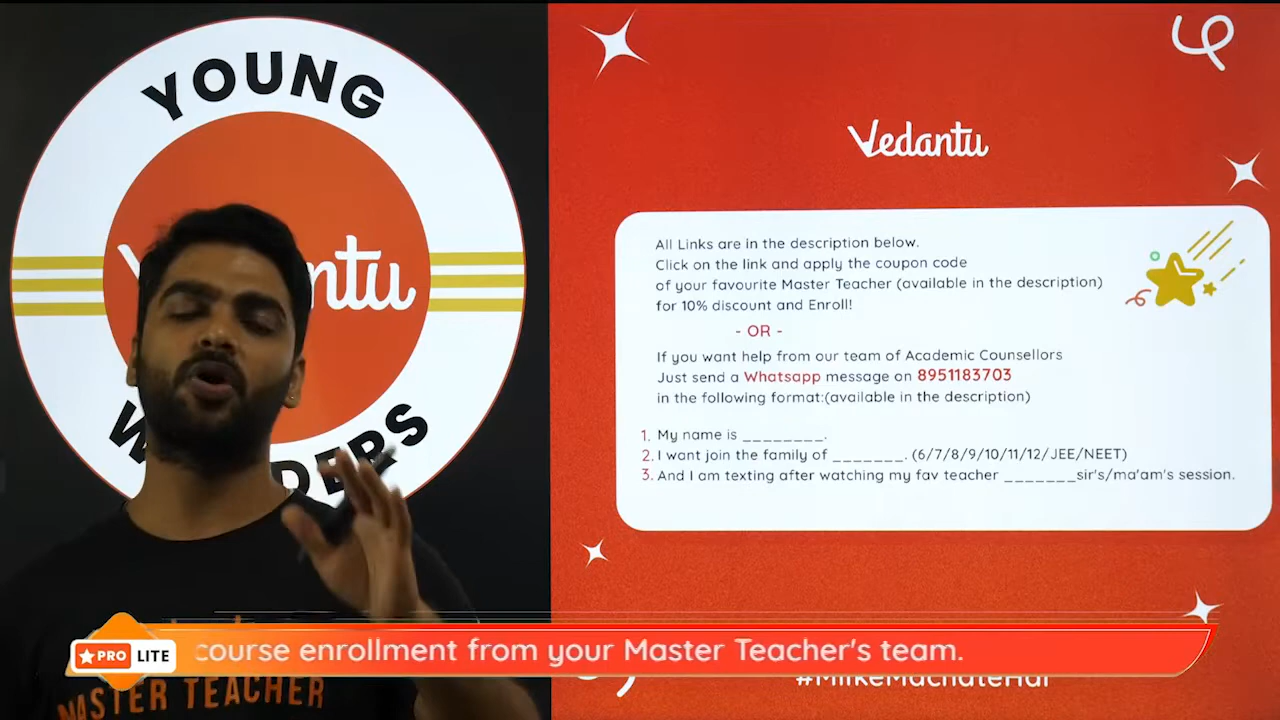 YOUNG
Vedantu
All Links are in the description below.
Click on the link and apply the coupon code
of your favourite Master Teacher (available in the description)
for 10% discount and Enroll!
- OR -
If you want help from our team of Academic Counsellors
Just send a Whatsapp message on 8951183703
in the following format:(available in the description)
1. My name is ________.
2. I want join the family of _______. (6/7/8/9/10/11/12/JEE/NEET)
3. And I am texting after watching my fav teacher _______sir's/ma'am's session.
PRO LITE
course enrollment from your Master Teacher's team.
MASTER TEACHER